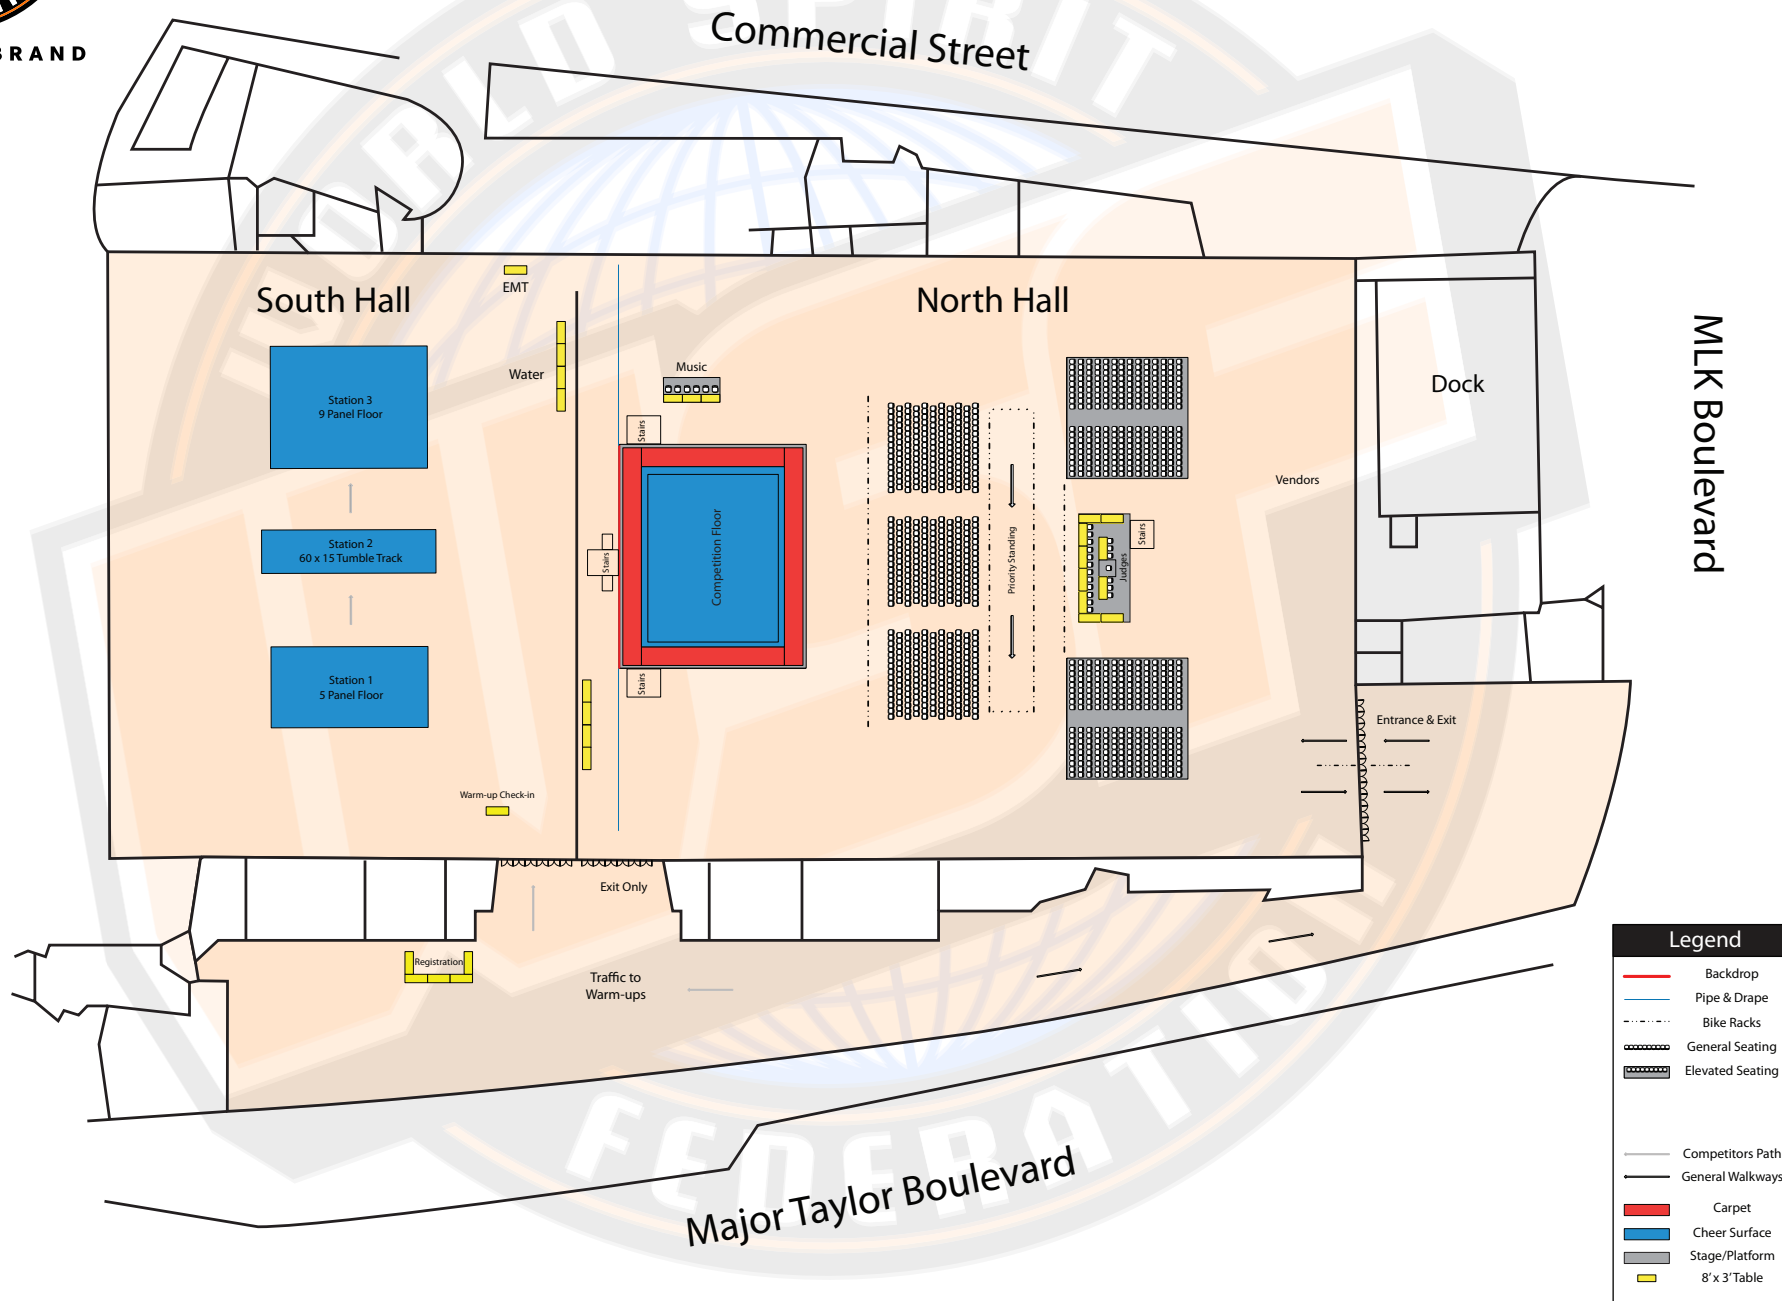 BRAND
Commercial Street
MLK Boulevard
Major Taylor Boulevard
WORLD SPIRIT
FEDERATION
South Hall
North Hall
EMT
Water
Music
Station 3
9 Panel Floor
Station 2
60 x 15 Tumble Track
Station 1
5 Panel Floor
Stairs
Stairs
Stairs
Competition Floor
Priority Standing
Judges
Stairs
Vendors
Dock
Entrance & Exit
Warm-up Check-in
Exit Only
Registration
Traffic to
Warm-ups
Legend
Backdrop
Pipe & Drape
Bike Racks
General Seating
Elevated Seating
Competitors Path
General Walkways
Carpet
Cheer Surface
Stage/Platform
8' x 3' Table